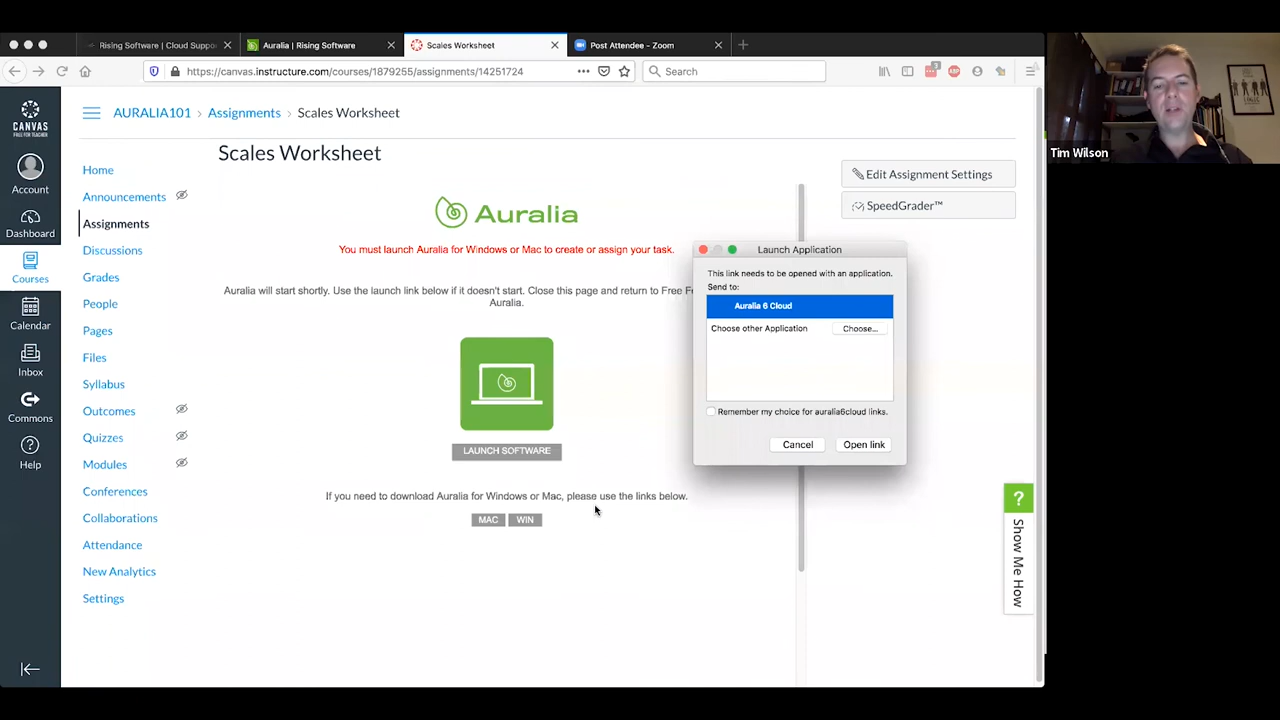 Rising Software | Cloud Suppo
Auralia | Rising Software
Scales Worksheet
Post Attendee - Zoom
https://canvas.instructure.com/courses/1879255/assignments/14251724
Search
CANVAS
FREE FOR TEACHER
Account
Dashboard
Courses
Calendar
Inbox
Commons
Help
AURALIA101 › Assignments › Scales Worksheet
Home
Announcements
Assignments
Discussions
Grades
People
Pages
Files
Syllabus
Outcomes
Quizzes
Modules
Conferences
Collaborations
Attendance
New Analytics
Settings
Scales Worksheet
Auralia
You must launch Auralia for Windows or Mac to create or assign your task.
Auralia will start shortly. Use the launch link below if it doesn't start. Close this page and return to Free F
Auralia.
LAUNCH SOFTWARE
If you need to download Auralia for Windows or Mac, please use the links below.
MAC WIN
Edit Assignment Settings
SpeedGrader™
Launch Application
This link needs to be opened with an application.
Send to:
Auralia 6 Cloud
Choose other Application
Choose...
Remember my choice for auralia6cloud links.
Cancel
Open link
?
Show Me How
Tim Wilson